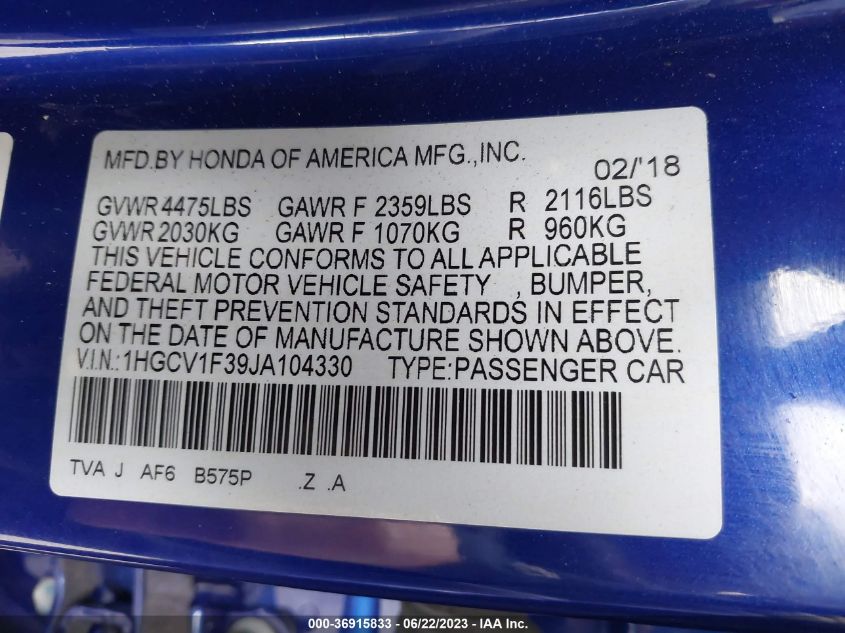 MFD.BY HONDA OF AMERICA MFG.,INC. 02/'18
GVWR 4475LBS GAWR F 2359LBS R 2116LBS
GVWR 2030KG GAWR F 1070KG R 960KG
THIS VEHICLE CONFORMS TO ALL APPLICABLE
FEDERAL MOTOR VEHICLE SAFETY , BUMPER,
AND THEFT PREVENTION STANDARDS IN EFFECT
ON THE DATE OF MANUFACTURE SHOWN ABOVE.
V.I.N.:1HGCV1F39JA104330 TYPE:PASSENGER CAR
TVA J AF6 B575P .Z .A
000-36915833 - 06/22/2023 - IAA Inc.